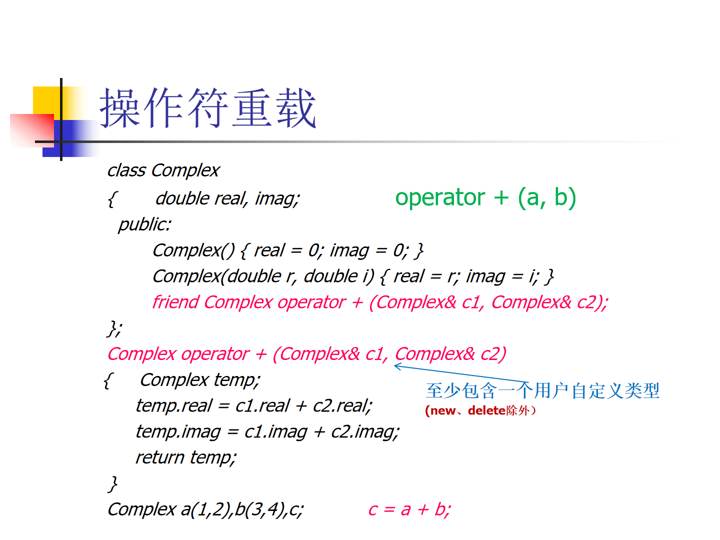 操作符重载
class Complex
{ double real, imag; operator + (a, b)
public:
Complex() { real = 0; imag = 0; }
Complex(double r, double i) { real = r; imag = i; }
friend Complex operator + (Complex& c1, Complex& c2);
};
Complex operator + (Complex& c1, Complex& c2)
{ Complex temp;
至少包含一个用户自定义类型
temp.real = c1.real + c2.real;
(new、delete除外）
temp.imag = c1.imag + c2.imag;
return temp;
}
Complex a(1,2),b(3,4),c; c = a + b;